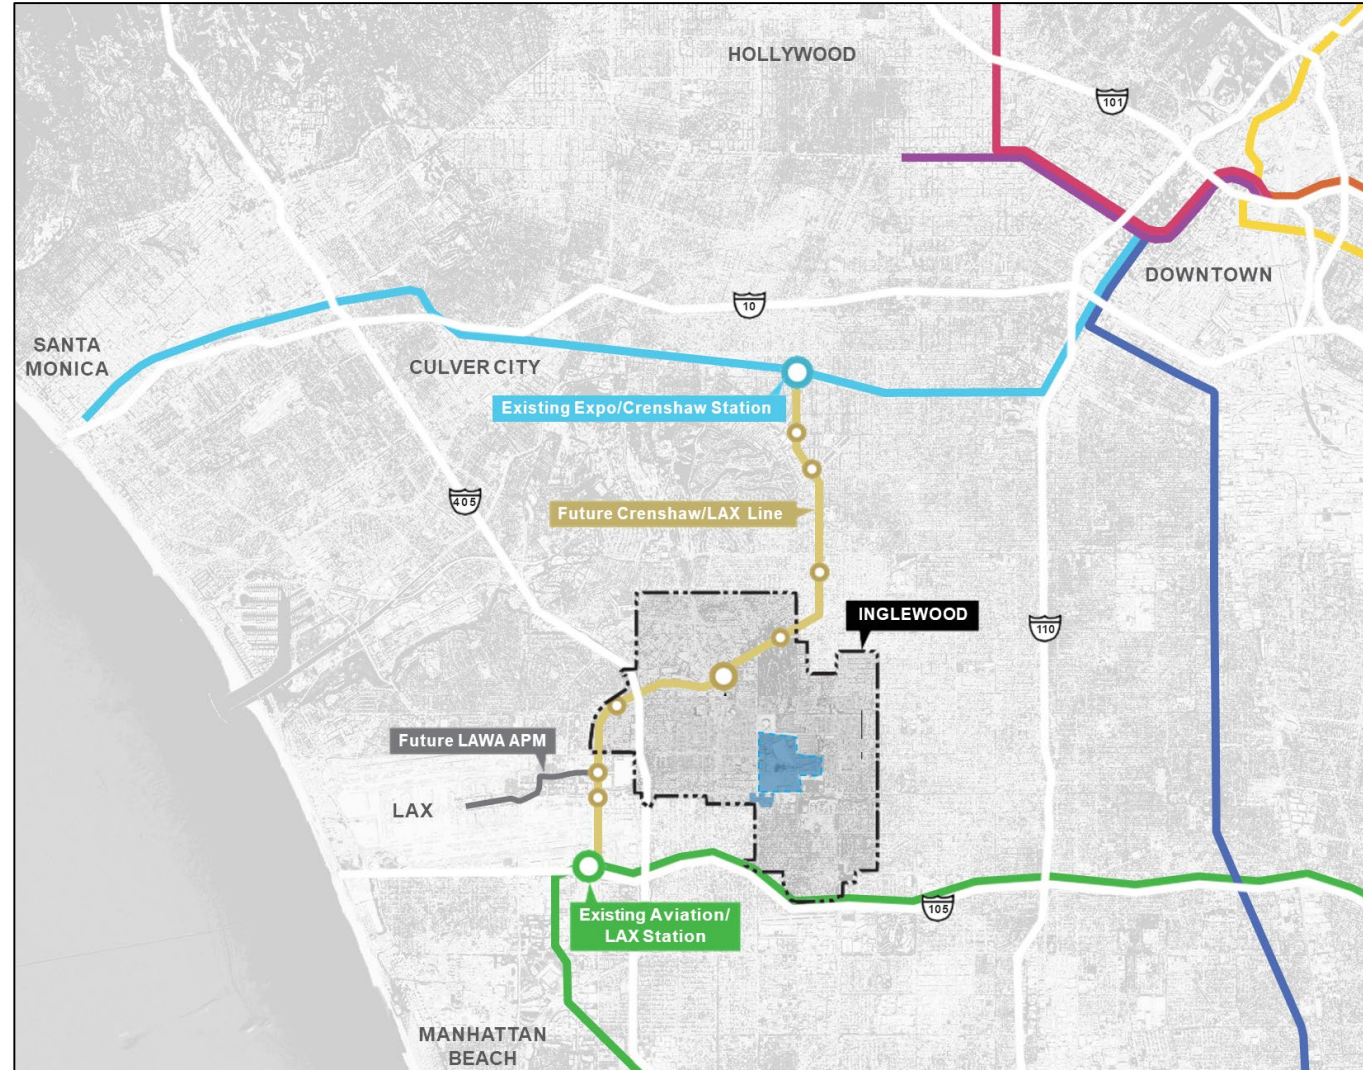 HOLLYWOOD
101
DOWNTOWN
10
SANTA
MONICA
CULVER CITY
Existing Expo/Crenshaw Station
405
Future Crenshaw/LAX Line
INGLEWOOD
110
Future LAWA APM
LAX
105
Existing Aviation/
LAX Station
MANHATTAN
BEACH